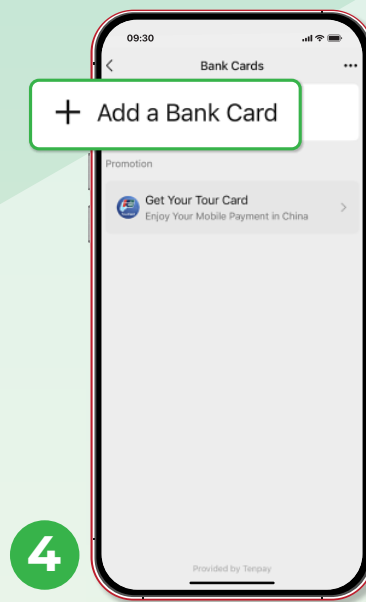 09:30
Bank Cards
+ Add a Bank Card
Promotion
Get Your Tour Card
Enjoy Your Mobile Payment in China
4
Provided by Tenpay